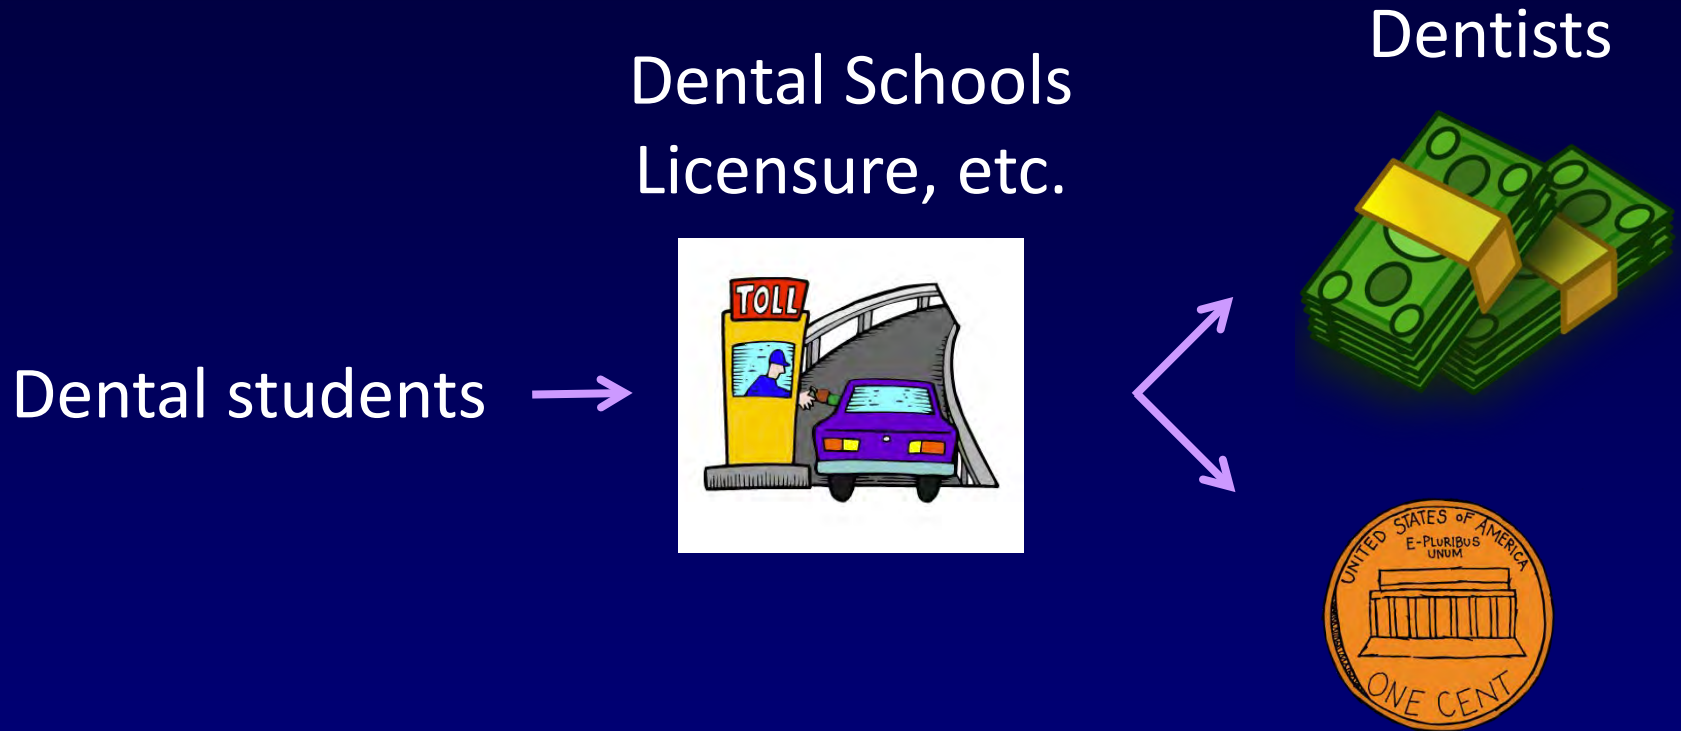 Dentists
Dental Schools
Licensure, etc.
TOLL
Dental students
UNITED STATES OF AMERICA
E-PLURIBUS
UNUM
ONE CENT